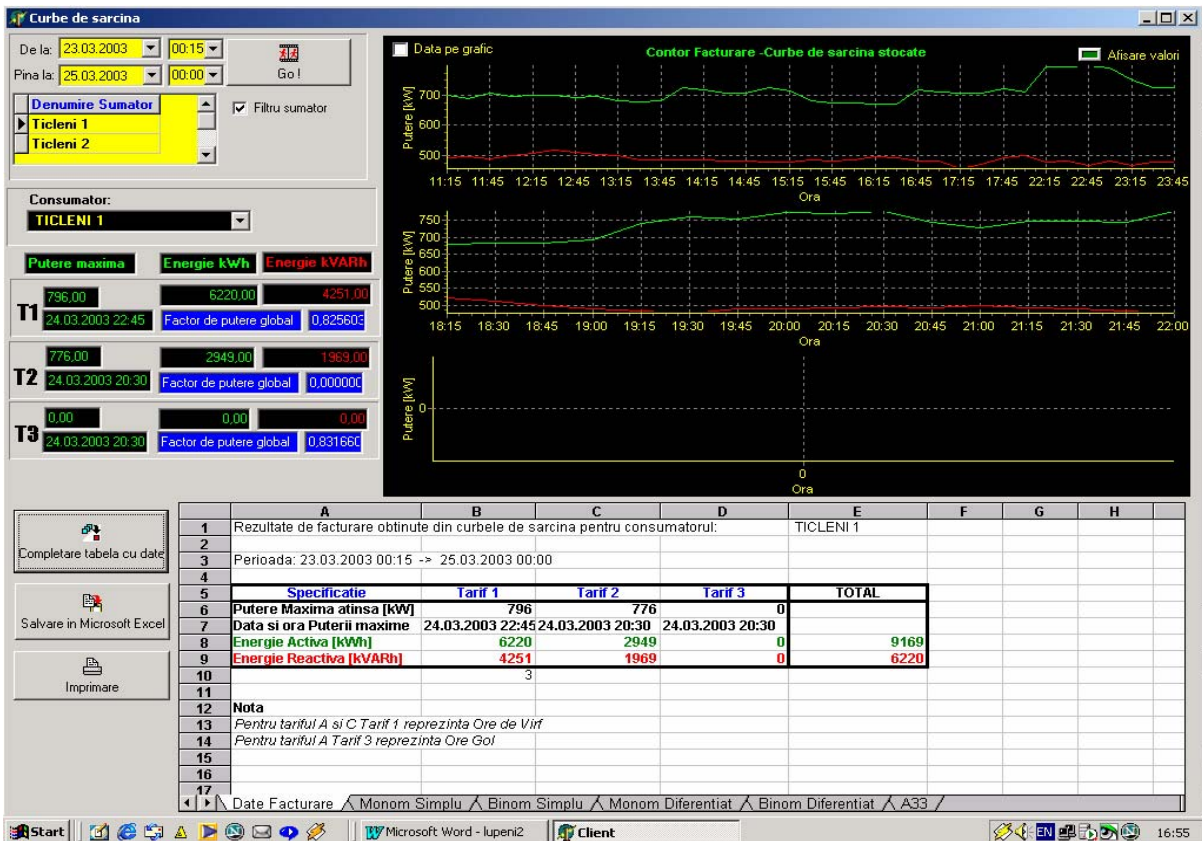 Curbe de sarcina
De la: 23.03.2003 00:15
Pina la: 25.03.2003 00:00
Go !
Denumire Sumator
Ticleni 1
Ticleni 2
Filtru sumator
Consumator:
TICLENI 1
Putere maxima Energie kWh Energie kVARh
T1 796,00 6220,00 4251,00
24.03.2003 22:45 Factor de putere global 0,825603
T2 776,00 2949,00 1969,00
24.03.2003 20:30 Factor de putere global 0,000000
T3 0,00 0,00 0,00
24.03.2003 20:30 Factor de putere global 0,831660
Data pe grafic
Contor Facturare -Curbe de sarcina stocate
Afisare valori
Putere [kW]
700
600
500
11:15 11:45 12:15 12:45 13:15 13:45 14:15 14:45 15:15 15:45 16:15 16:45 17:15 17:45 22:15 22:45 23:15 23:45
Ora
Putere [kW]
750
700
650
600
550
500
18:15 18:30 18:45 19:00 19:15 19:30 19:45 20:00 20:15 20:30 20:45 21:00 21:15 21:30 21:45 22:00
Ora
Putere [kW]
0
0
Ora
Completare tabela cu date
Salvare in Microsoft Excel
Imprimare
A B C D E F G H
1 Rezultate de facturare obtinute din curbele de sarcina pentru consumatorul: TICLENI 1
2
3 Perioada: 23.03.2003 00:15 -> 25.03.2003 00:00
4
5 Specificatie Tarif 1 Tarif 2 Tarif 3 TOTAL
6 Putere Maxima atinsa [kW] 796 776 0
7 Data si ora Puterii maxime 24.03.2003 22:45 24.03.2003 20:30 24.03.2003 20:30
8 Energie Activa [kWh] 6220 2949 0 9169
9 Energie Reactiva [kVARh] 4251 1969 0 6220
10 3
11
12 Nota
13 Pentru tariful A si C Tarif 1 reprezinta Ore de Virf
14 Pentru tariful A Tarif 3 reprezinta Ore Gol
15
16
17
Date Facturare Monom Simplu Binom Simplu Monom Diferentiat Binom Diferentiat A33
Start Microsoft Word - lupeni2 Client EN 16:55